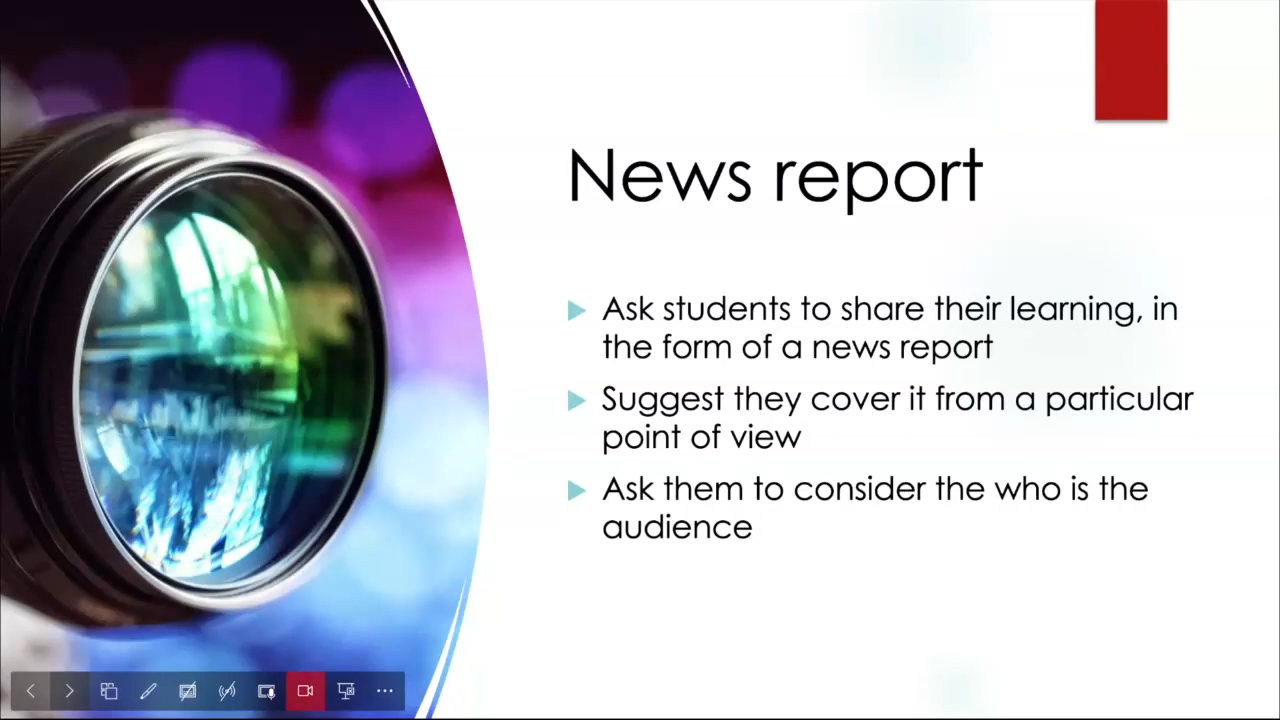 News report
Ask students to share their learning, in
the form of a news report
Suggest they cover it from a particular
point of view
Ask them to consider the who is the
audience